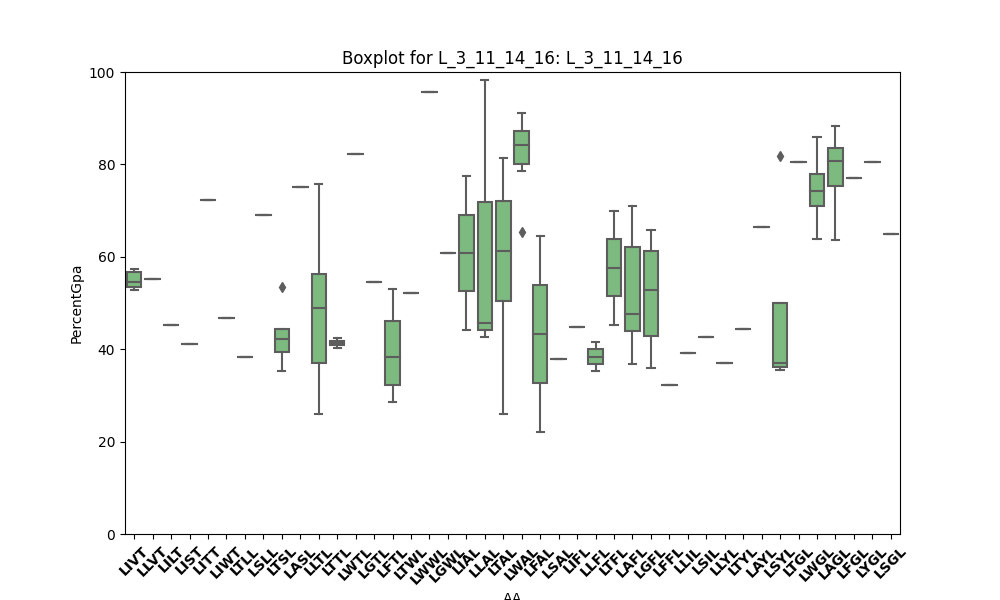 Boxplot for L_3_11_14_16: L_3_11_14_16
PercentGpa
100
80
60
40
20
0
LIVT LLVT LILT LIST LITT LIWT LTLL LSLL LTSL LASL LLTL LTTL LWTL LGTL LFTL LTWL LWWL LGWL LIAL LLAL LTAL LWAL LFAL LSAL LIFL LLFL LTFL LAFL LGFL LFFL LLIL LSIL LLYL LTYL LAYL LSYL LTGL LWGL LAGL LFGL LYGL LSGL
AA